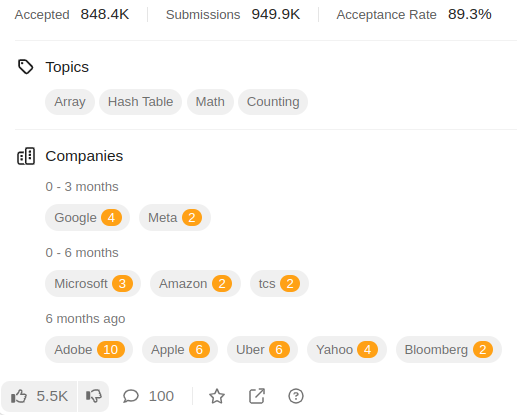 Accepted 848.4K Submissions 949.9K Acceptance Rate 89.3%
Topics
Array Hash Table Math Counting
Companies
0 - 3 months
Google 4 Meta 2
0 - 6 months
Microsoft 3 Amazon 2 tcs 2
6 months ago
Adobe 10 Apple 6 Uber 6 Yahoo 4 Bloomberg 2
5.5K 100